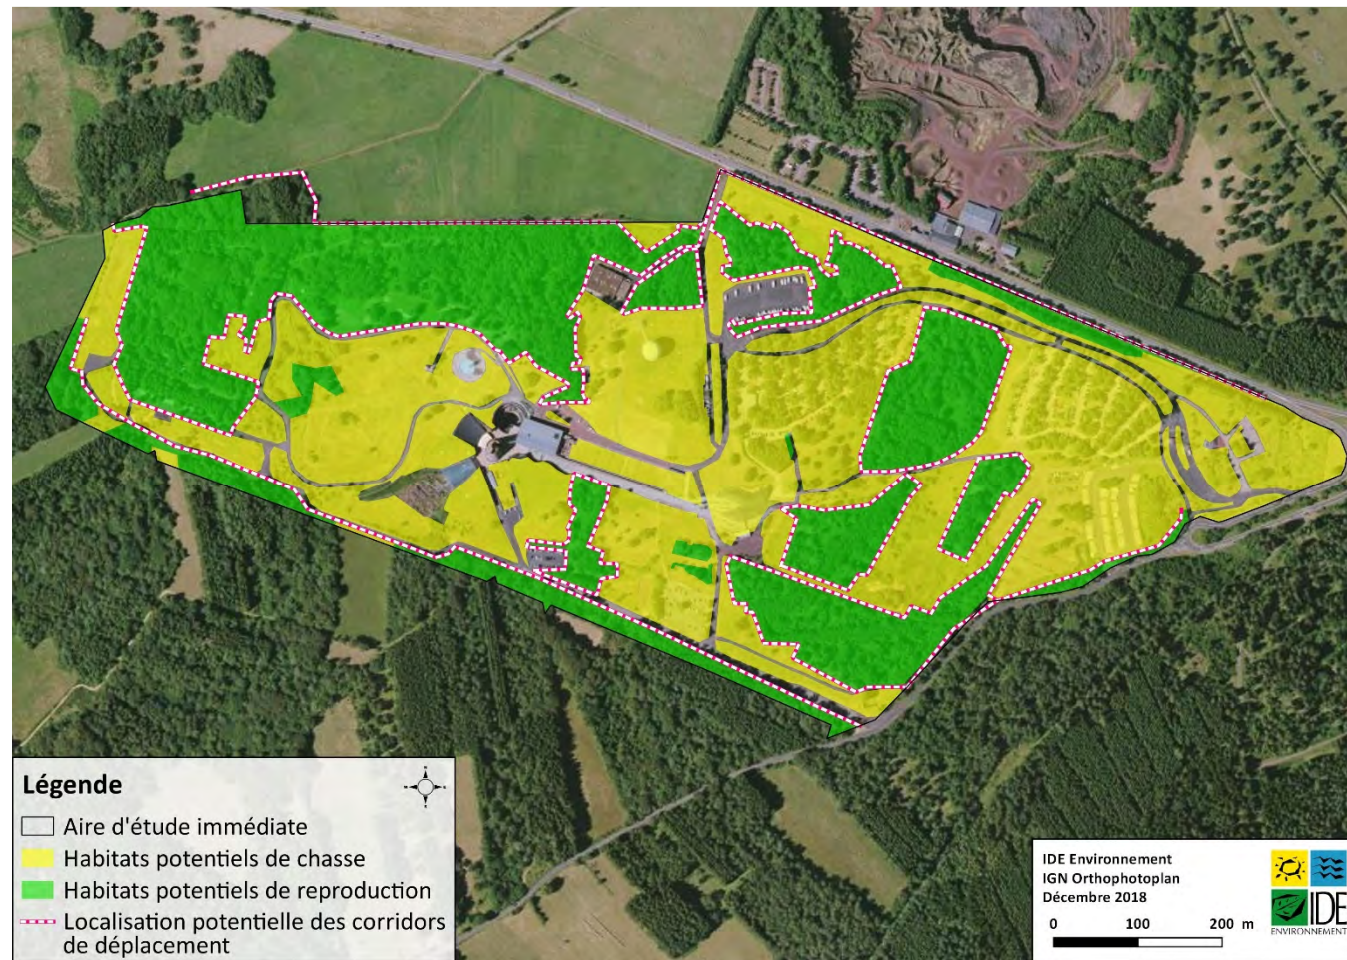 Légende
Aire d'étude immédiate
Habitats potentiels de chasse
Habitats potentiels de reproduction
Localisation potentielle des corridors
de déplacement
IDE Environnement
IGN Orthophotoplan
Décembre 2018
0 100 200 m
IDE
ENVIRONNEMENT